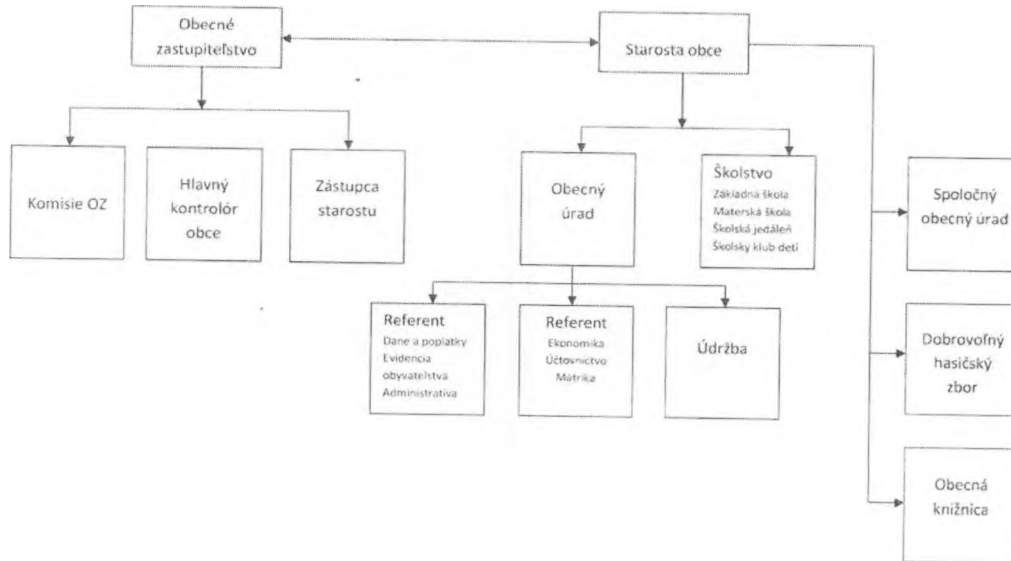 Obecné
zastupiteľstvo
Starosta obce
Komisie OZ
Hlavný
kontrolór
obce
Zástupca
starostu
Obecný
úrad
Školstvo
Základná škola
Materská škola
Školská jedáleň
Školský klub detí
Spoločný
obecný úrad
Referent
Dane a poplatky
Evidencia
obyvateľstva
Administratíva
Referent
Ekonomika
Účtovníctvo
Matrika
Údržba
Dobrovoľný
hasičský
zbor
Obecná
knižnica